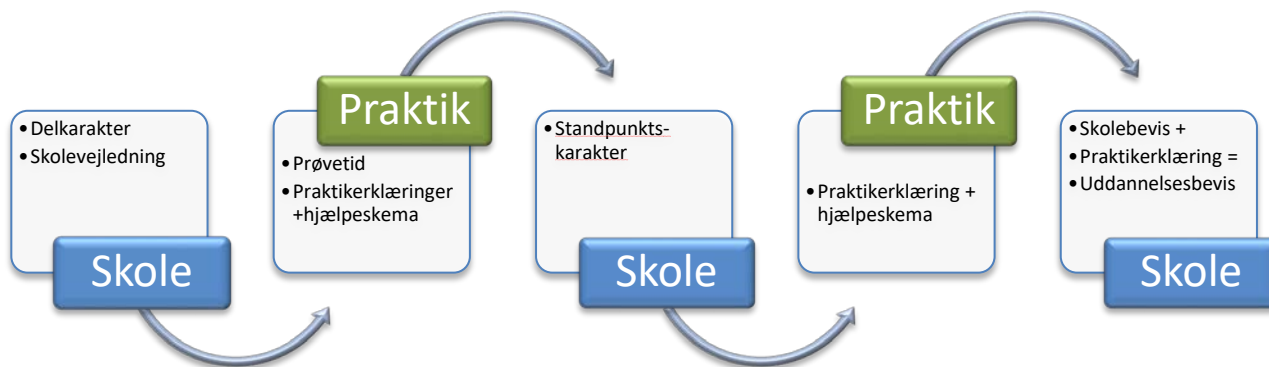 • Delkarakter
• Skolevejledning
Skole
Praktik
• Prøvetid
• Praktikerklæringer
+hjælpeskema
• Standpunkts-
karakter
Skole
Praktik
• Praktikerklæring +
hjælpeskema
• Skolebevis +
• Praktikerklæring =
• Uddannelsesbevis
Skole